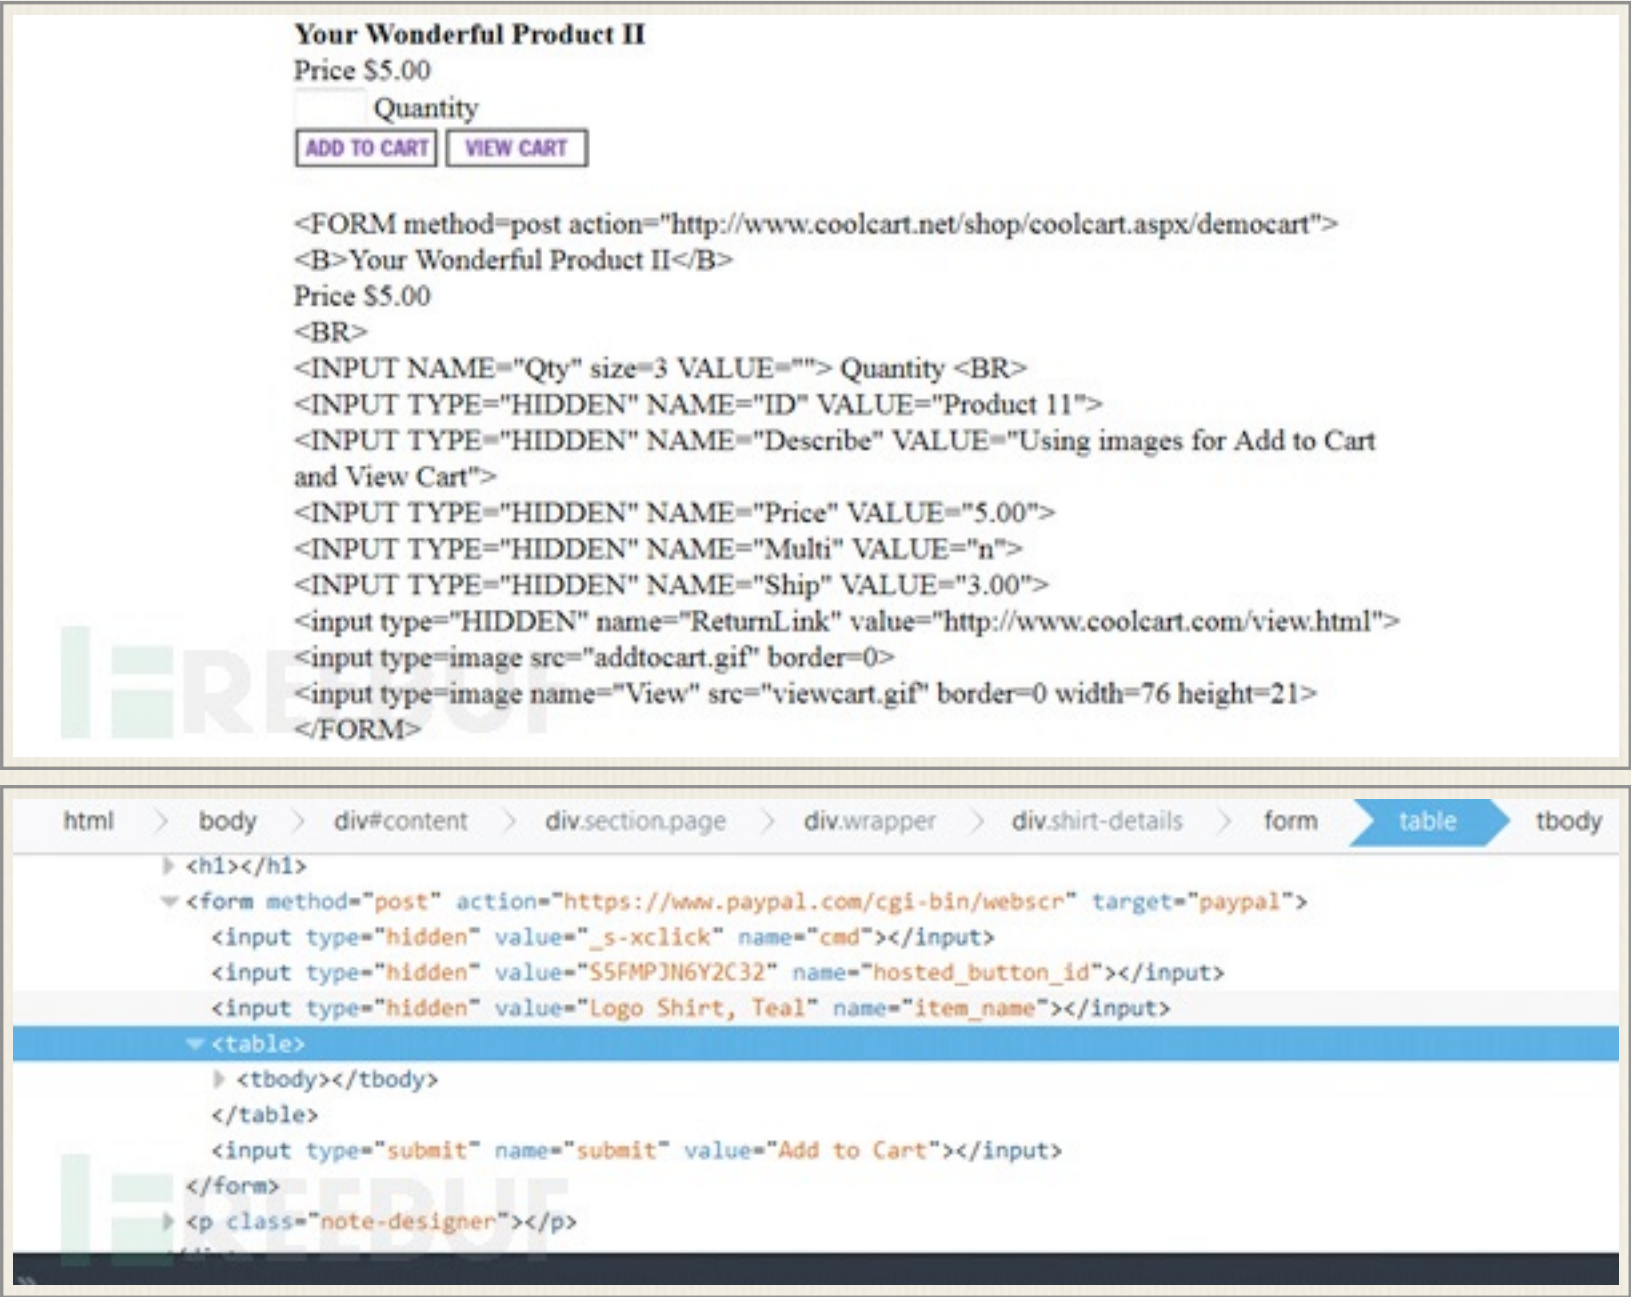 Your Wonderful Product II
Price $5.00
Quantity
ADD TO CART VIEW CART
<FORM method=post action="http://www.coolcart.net/shop/coolcart.aspx/democart">
<B>Your Wonderful Product II</B>
Price $5.00
<BR>
<INPUT NAME="Qty" size=3 VALUE=""> Quantity <BR>
<INPUT TYPE="HIDDEN" NAME="ID" VALUE="Product 11">
<INPUT TYPE="HIDDEN" NAME="Describe" VALUE="Using images for Add to Cart
and View Cart">
<INPUT TYPE="HIDDEN" NAME="Price" VALUE="5.00">
<INPUT TYPE="HIDDEN" NAME="Multi" VALUE="n">
<INPUT TYPE="HIDDEN" NAME="Ship" VALUE="3.00">
<input type="HIDDEN" name="ReturnLink" value="http://www.coolcart.com/view.html">
<input type=image src="addtocart.gif" border=0>
<input type=image name="View" src="viewcart.gif" border=0 width=76 height=21>
</FORM>
FREEBUF
html body div#content div.section.page div.wrapper div.shirt-details form table tbody
<h1></h1>
<form method="post" action="https://www.paypal.com/cgi-bin/webscr" target="paypal">
<input type="hidden" value="_s-xclick" name="cmd"></input>
<input type="hidden" value="S5FMPJN6Y2C32" name="hosted_button_id"></input>
<input type="hidden" value="Logo Shirt, Teal" name="item_name"></input>
<table>
<tbody></tbody>
</table>
<input type="submit" name="submit" value="Add to Cart"></input>
</form>
<p class="note-designer"></p>
FREEBUF